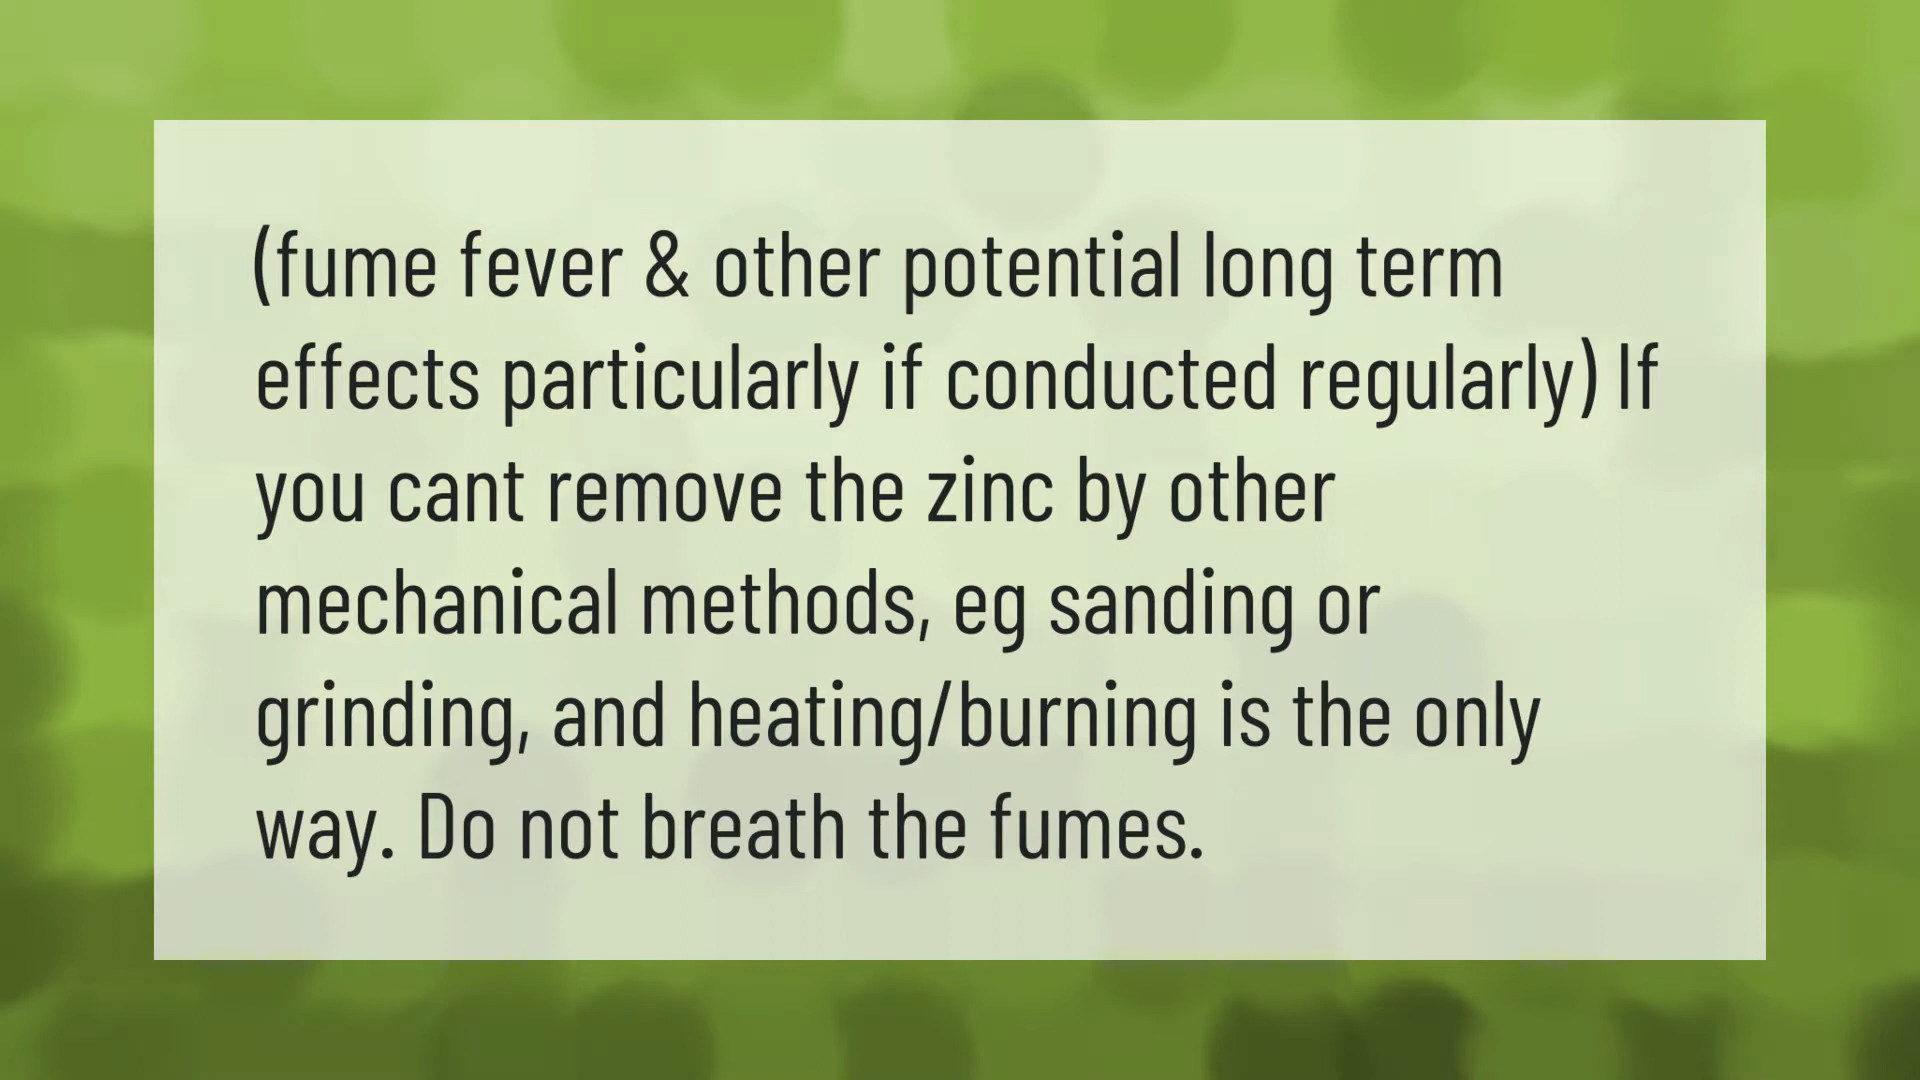 (fume fever & other potential long term
effects particularly if conducted regularly) If
you cant remove the zinc by other
mechanical methods, eg sanding or
grinding, and heating/burning is the only
way. Do not breath the fumes.